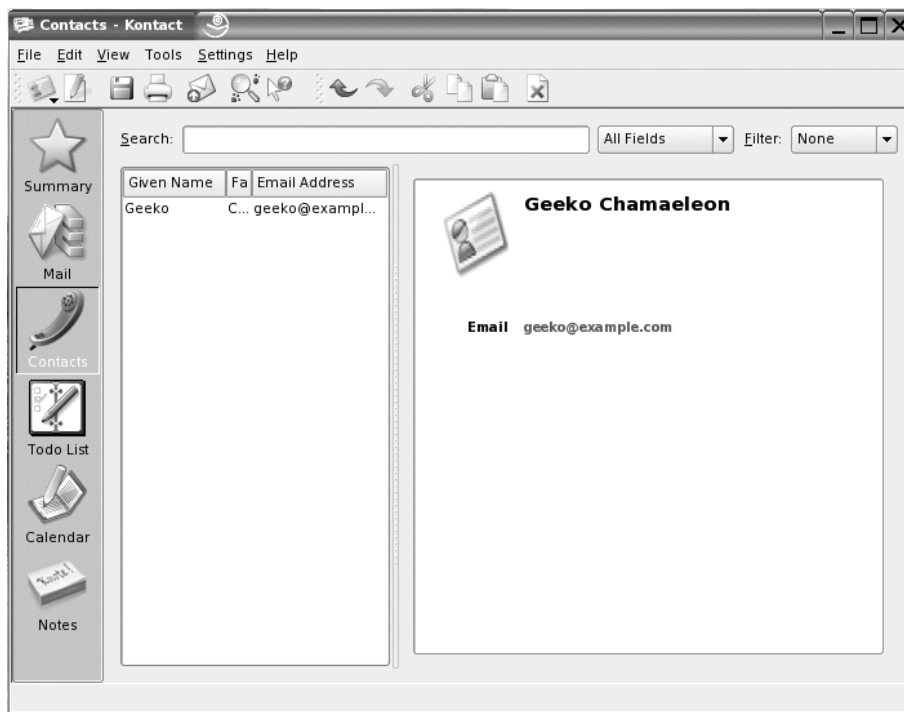 Contacts - Kontact
File Edit View Tools Settings Help
Search: All Fields Filter: None
Summary
Mail
Contacts
Todo List
Calendar
Knote!
Notes
Given Name Fa Email Address
Geeko C... geeko@exampl...
Geeko Chamaeleon
Email geeko@example.com